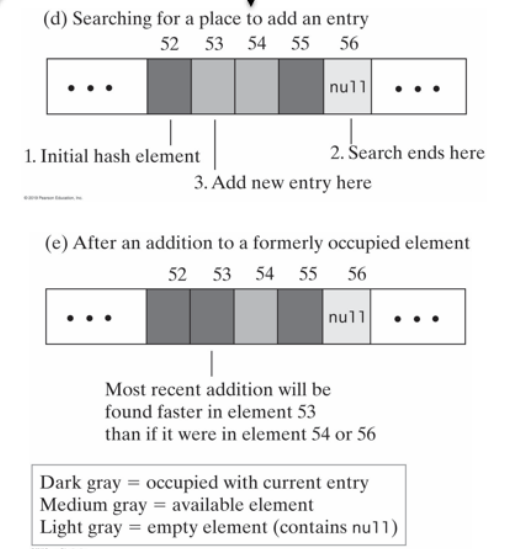 (d) Searching for a place to add an entry
52 53 54 55 56
• • • null • • •
1. Initial hash element
2. Search ends here
3. Add new entry here
(e) After an addition to a formerly occupied element
52 53 54 55 56
• • • null • • •
Most recent addition will be
found faster in element 53
than if it were in element 54 or 56
Dark gray = occupied with current entry
Medium gray = available element
Light gray = empty element (contains null)